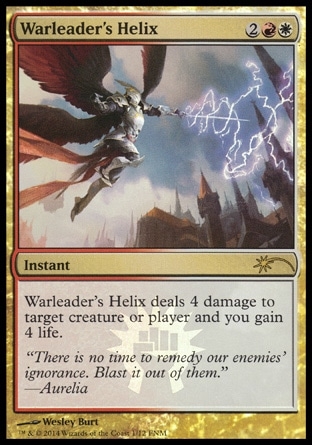 Warleader's Helix 2
Instant
Warleader's Helix deals 4 damage to
target creature or player and you gain
4 life.
"There is no time to remedy our enemies'
ignorance. Blast it out of them."
—Aurelia
Wesley Burt
™ & © 2014 Wizards of the Coast 1/12 FNM